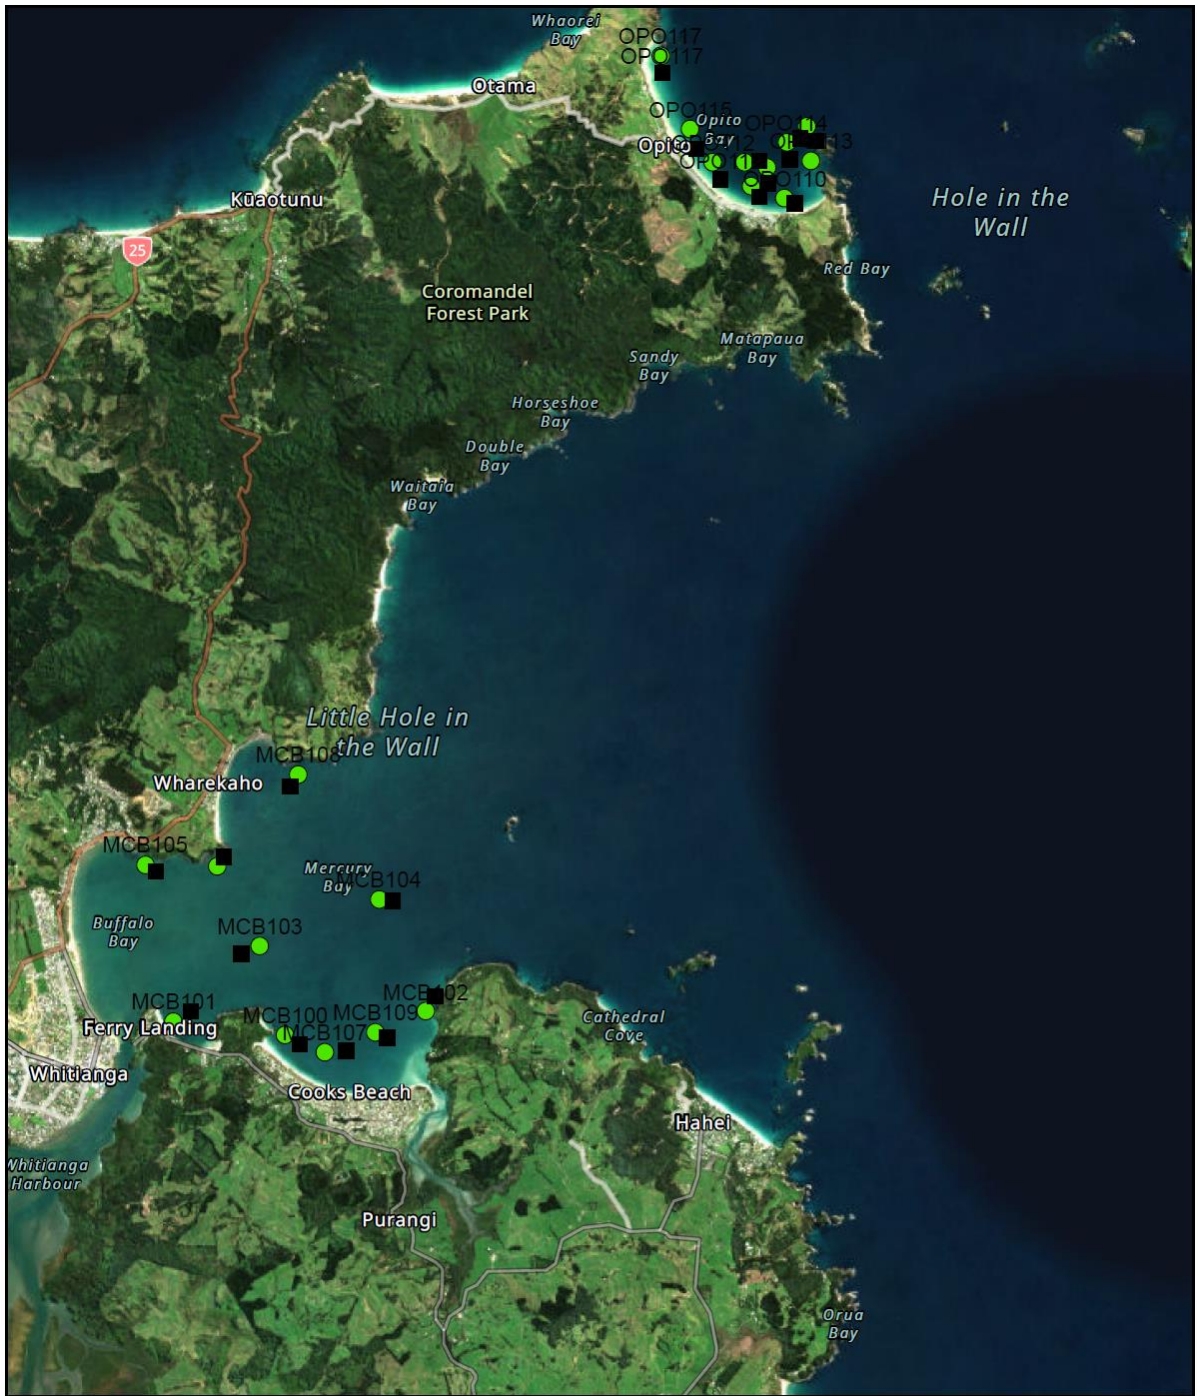 Whaorei
Bay
OPO117
OPO117
Otama
OPO115
Opito
Bay
OPO114
Opito
Kūaotunu
OPO110
Hole in the
Wall
25
Red Bay
Coromandel
Forest Park
Matapaua
Bay
Sandy
Bay
Horseshoe
Bay
Double
Bay
Waitaia
Bay
Little Hole in
the Wall
MCB108
Wharekaho
MCB105
Mercury
Bay
MCB104
Buffalo
Bay
MCB103
MCB102
MCB101
MCB100
MCB109
Ferry Landing
MCB107
Cathedral
Cove
Whitianga
Cooks Beach
Hahei
Whitianga
Harbour
Purangi
Orua
Bay